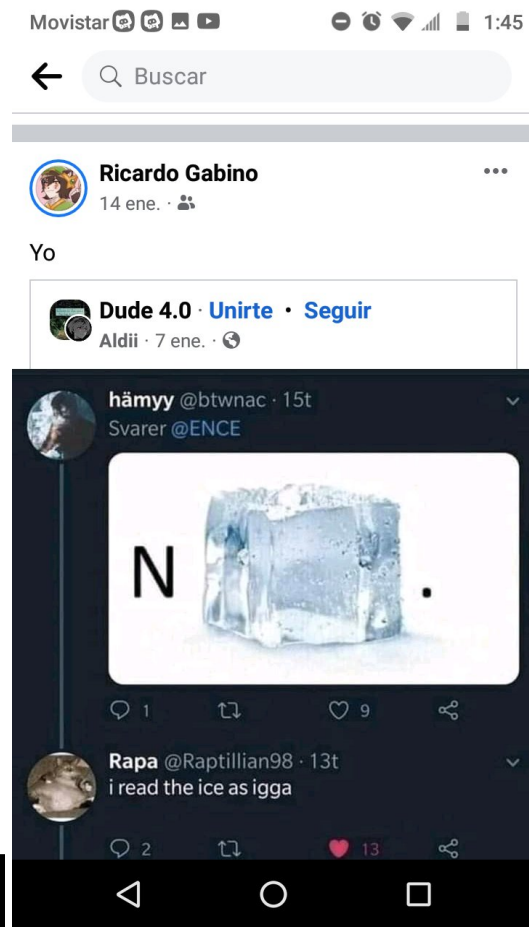 Movistar 1:45
Buscar
Ricardo Gabino
14 ene. ·
Yo
Dude 4.0 · Unirte • Seguir
Aldii · 7 ene. ·
hämyy @btwnac · 15t
Svarer @ENCE
N .
1 9
Rapa @Raptillian98 · 13t
i read the ice as igga
2 13